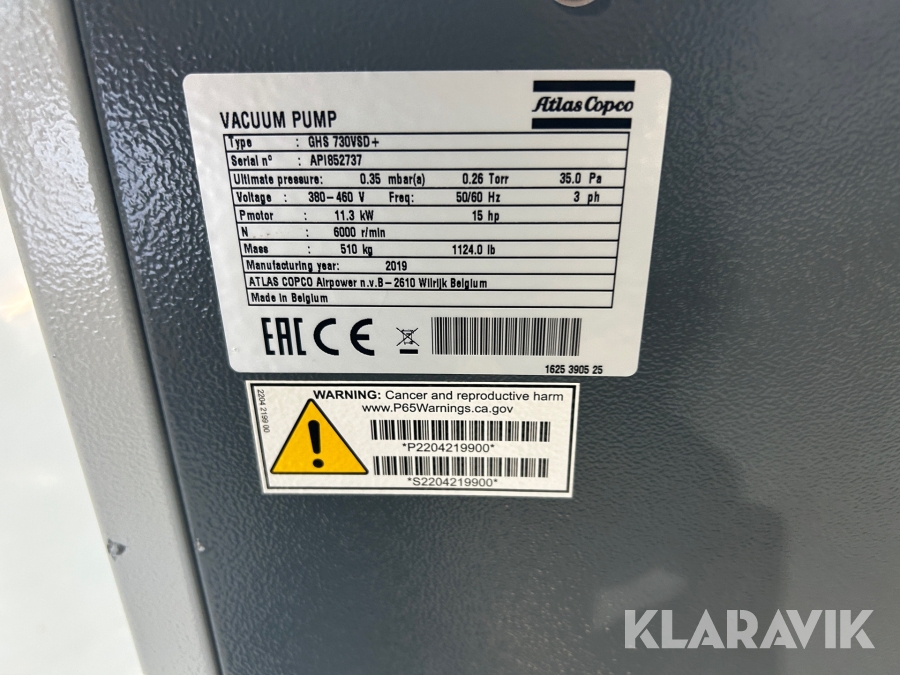 Atlas Copco
VACUUM PUMP
Type : GHS 730VSD+
Serial n° : API852737
Ultimate pressure: 0.35 mbar(a) 0.26 Torr 35.0 Pa
Voltage : 380-460 V Freq: 50/60 Hz 3 ph
Pmotor : 11.3 kW 15 hp
N : 6000 r/min
Mass : 510 kg 1124.0 lb
Manufacturing year: 2019
ATLAS COPCO Airpower n.v.B-2610 Wilrijk Belgium
Made in Belgium
EAC CE
1625 3905 25
2204 2199 00
WARNING: Cancer and reproductive harm
www.P65Warnings.ca.gov
*P2204219900*
*S2204219900*
KLARAVIK